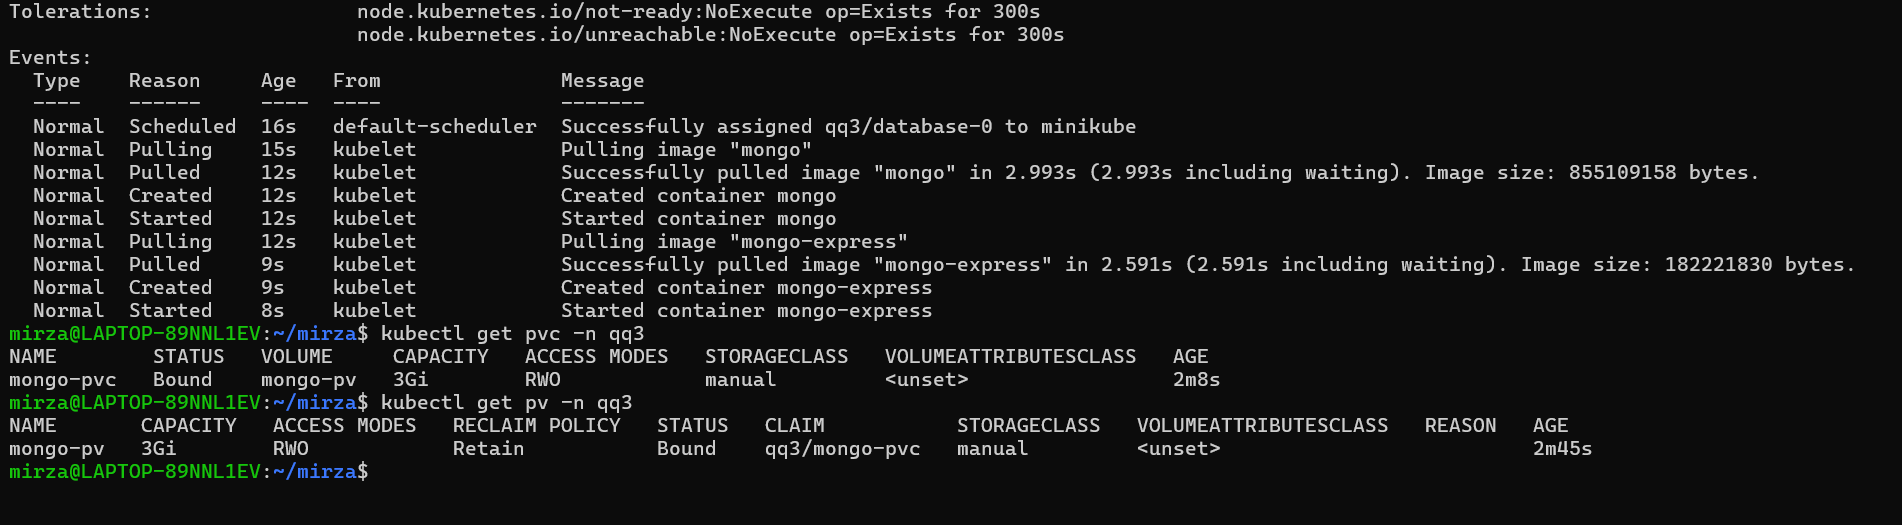 Tolerations:                 node.kubernetes.io/not-ready:NoExecute op=Exists for 300s
                             node.kubernetes.io/unreachable:NoExecute op=Exists for 300s
Events:
  Type    Reason     Age   From               Message
  ----    ------     ----  ----               -------
  Normal  Scheduled  16s   default-scheduler  Successfully assigned qq3/database-0 to minikube
  Normal  Pulling    15s   kubelet            Pulling image "mongo"
  Normal  Pulled     12s   kubelet            Successfully pulled image "mongo" in 2.993s (2.993s including waiting). Image size: 855109158 bytes.
  Normal  Created    12s   kubelet            Created container mongo
  Normal  Started    12s   kubelet            Started container mongo
  Normal  Pulling    12s   kubelet            Pulling image "mongo-express"
  Normal  Pulled     9s    kubelet            Successfully pulled image "mongo-express" in 2.591s (2.591s including waiting). Image size: 182221830 bytes.
  Normal  Created    9s    kubelet            Created container mongo-express
  Normal  Started    8s    kubelet            Started container mongo-express
mirza@LAPTOP-89NNL1EV:~/mirza$ kubectl get pvc -n qq3
NAME        STATUS   VOLUME     CAPACITY   ACCESS MODES   STORAGECLASS   VOLUMEATTRIBUTESCLASS   AGE
mongo-pvc   Bound    mongo-pv   3Gi        RWO            manual         <unset>                 2m8s
mirza@LAPTOP-89NNL1EV:~/mirza$ kubectl get pv -n qq3
NAME       CAPACITY   ACCESS MODES   RECLAIM POLICY   STATUS   CLAIM           STORAGECLASS   VOLUMEATTRIBUTESCLASS   REASON   AGE
mongo-pv   3Gi        RWO            Retain           Bound    qq3/mongo-pvc   manual         <unset>                          2m45s
mirza@LAPTOP-89NNL1EV:~/mirza$